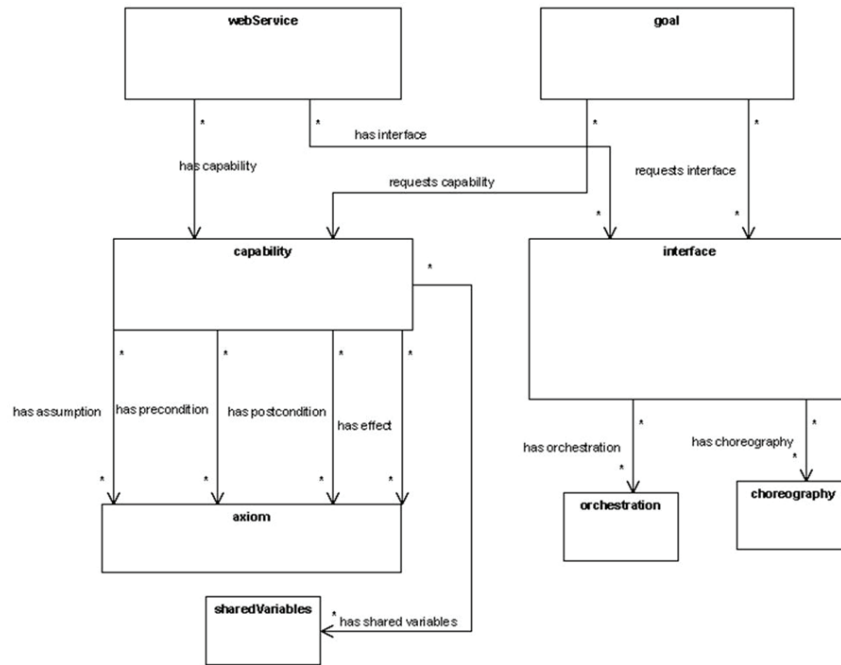 webService
goal
*
*
*
*
has interface
has capability
requests capability
requests interface
*
*
capability
interface
*
*
*
*
*
has assumption
has precondition
has postcondition
has effect
*
*
has orchestration
has choreography
*
*
*
*
*
*
axiom
orchestration
choreography
sharedVariables
*
has shared variables